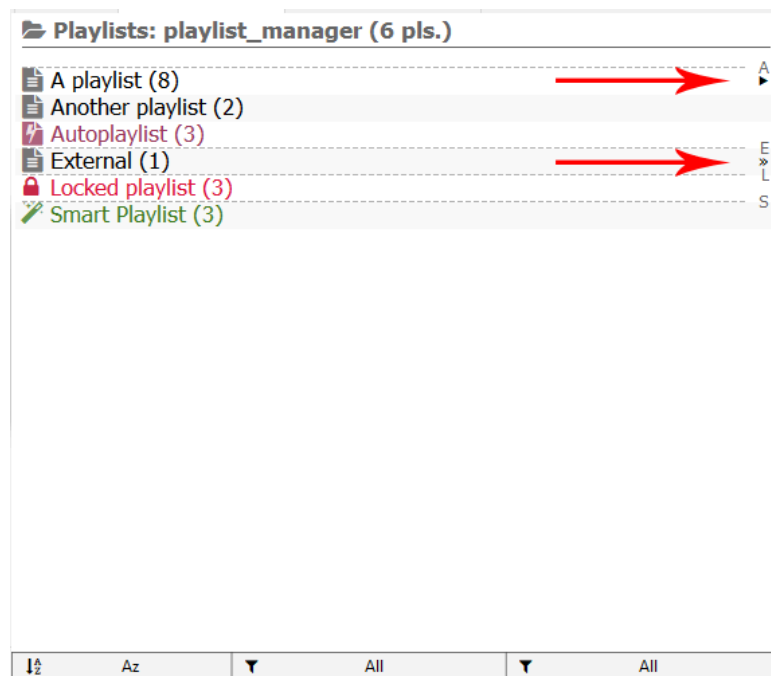 Playlists: playlist_manager (6 pls.)
A
A playlist (8)
Another playlist (2)
Autoplaylist (3)
E
External (1)
L
Locked playlist (3)
S
Smart Playlist (3)
Az All All